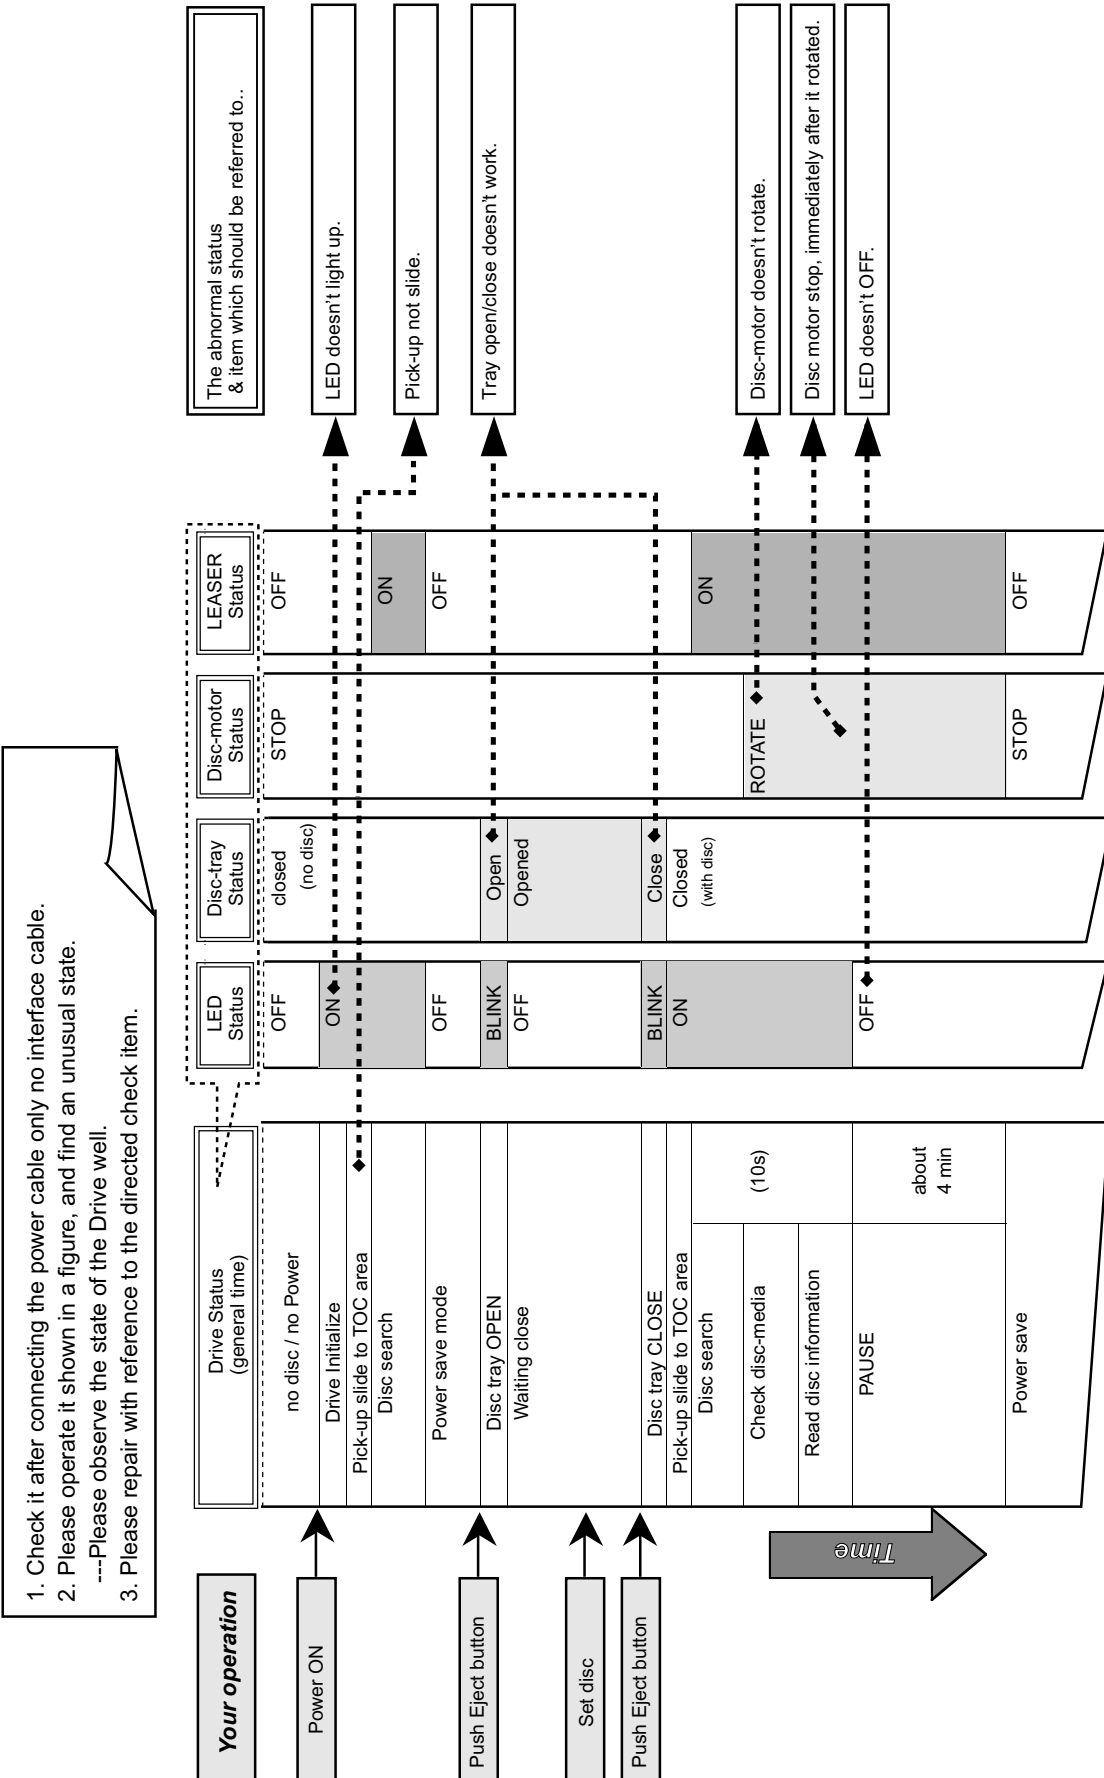 1. Check it after connecting the power cable only no interface cable.
2. Please operate it shown in a figure, and find an unusual state.
---Please observe the state of the Drive well.
3. Please repair with reference to the directed check item.
Your operation
Power ON
Push Eject button
Set disc
Push Eject button
Time
Drive Status
(general time)
no disc / no Power
Drive Initialize
Pick-up slide to TOC area
Disc search
Power save mode
Disc tray OPEN
Waiting close
Disc tray CLOSE
Pick-up slide to TOC area
Disc search
Check disc-media
(10s)
Read disc information
PAUSE
about
4 min
Power save
LED
Status
OFF
ON
OFF
BLINK
OFF
BLINK
ON
OFF
Disc-tray
Status
closed
(no disc)
Open
Opened
Close
Closed
(with disc)
Disc-motor
Status
STOP
ROTATE
STOP
LEASER
Status
OFF
ON
OFF
ON
OFF
The abnormal status
& item which should be referred to..
LED doesn't light up.
Pick-up not slide.
Tray open/close doesn't work.
Disc-motor doesn't rotate.
Disc motor stop, immediately after it rotated.
LED doesn't OFF.